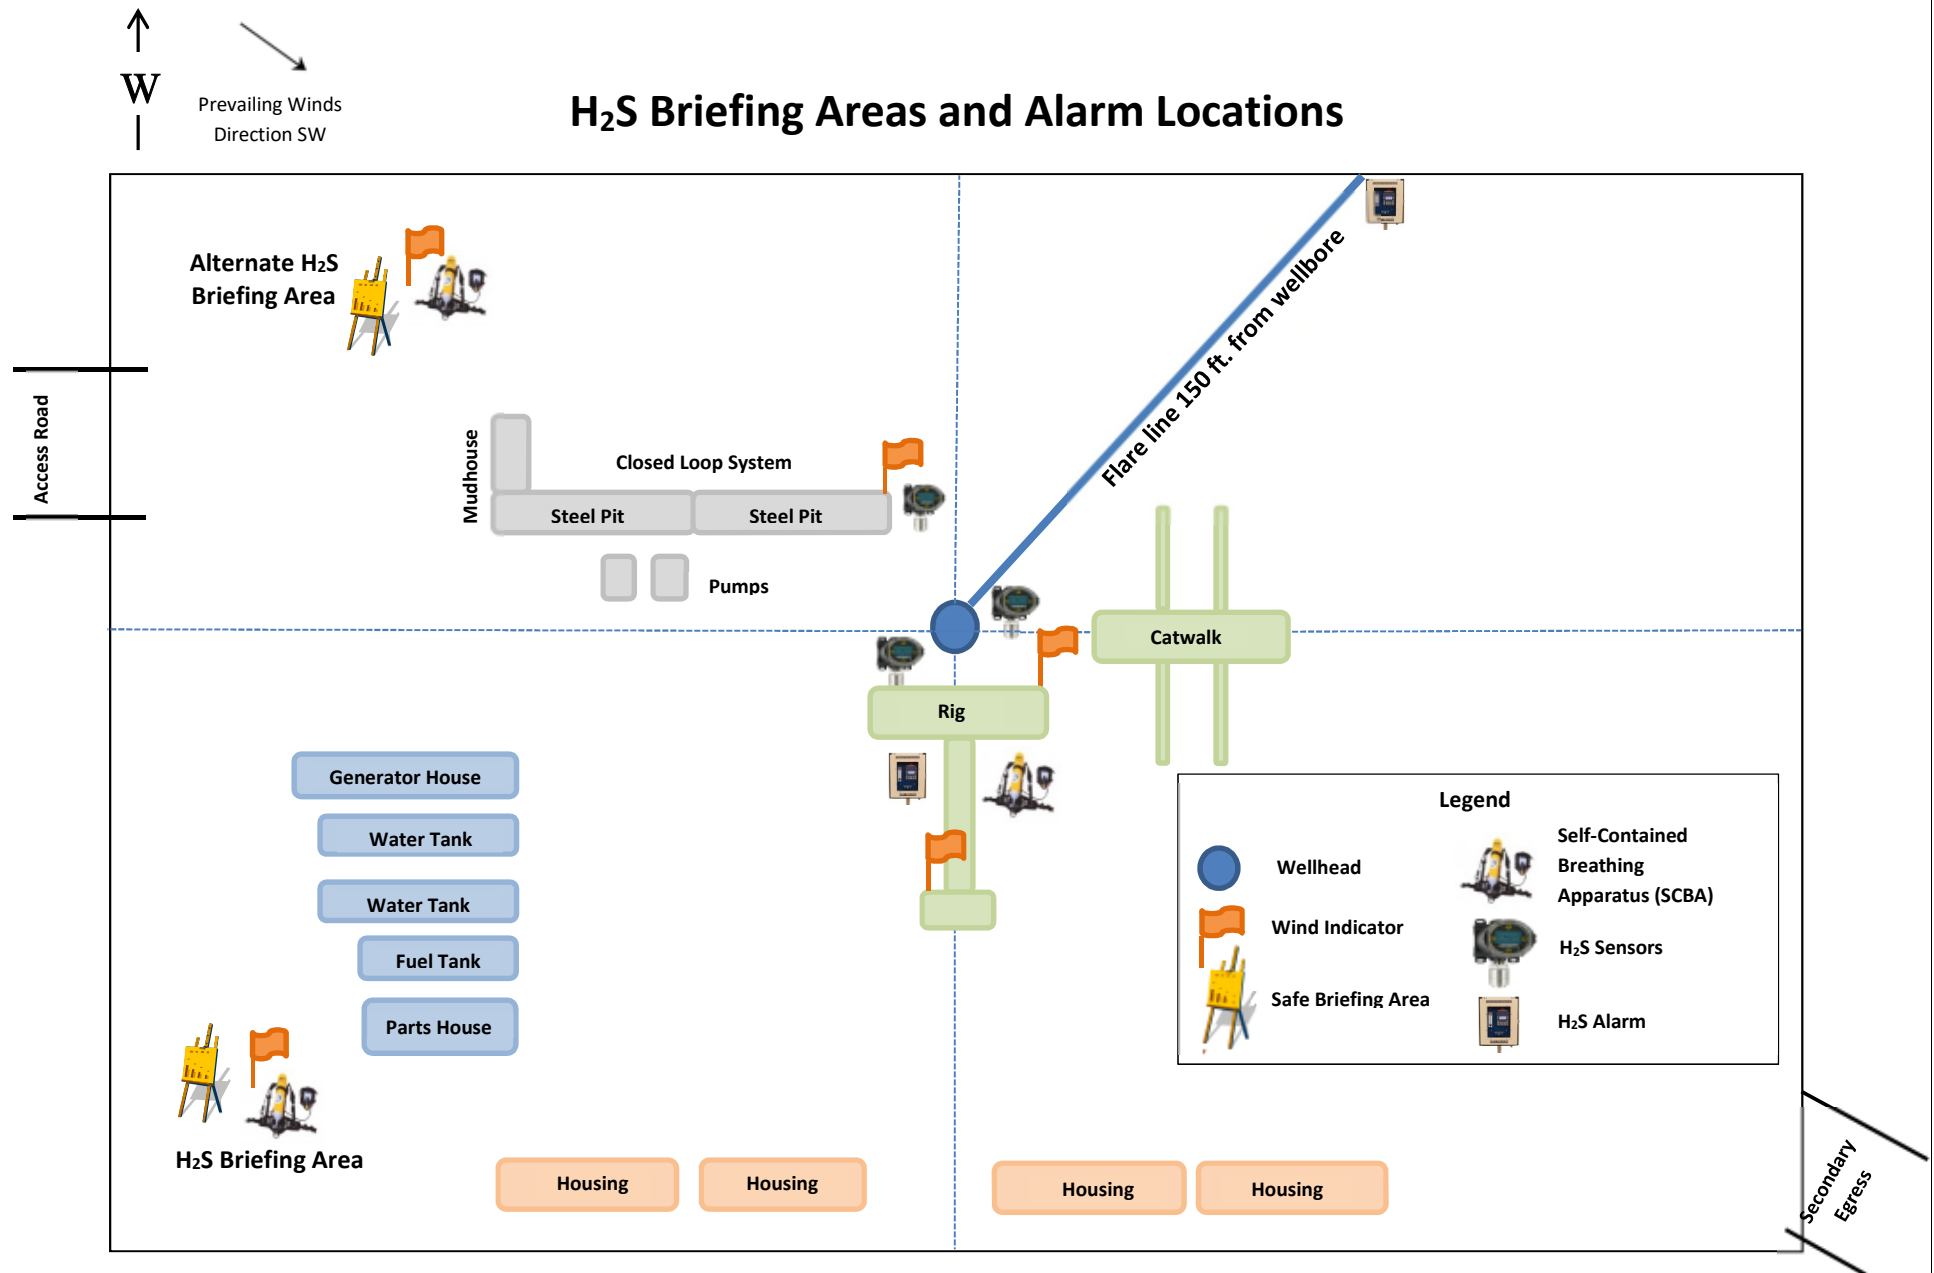 W
Prevailing Winds
Direction SW
H₂S Briefing Areas and Alarm Locations
Alternate H2S
Briefing Area
Flare line 150 ft. from wellbore
Access Road
Mudhouse
Closed Loop System
Steel Pit
Steel Pit
Pumps
Catwalk
Rig
Generator House
Water Tank
Water Tank
Fuel Tank
Parts House
Legend
Wellhead
Wind Indicator
Safe Briefing Area
Self-Contained
Breathing
Apparatus (SCBA)
H2S Sensors
H2S Alarm
H2S Briefing Area
Housing
Housing
Housing
Housing
Secondary
Egress